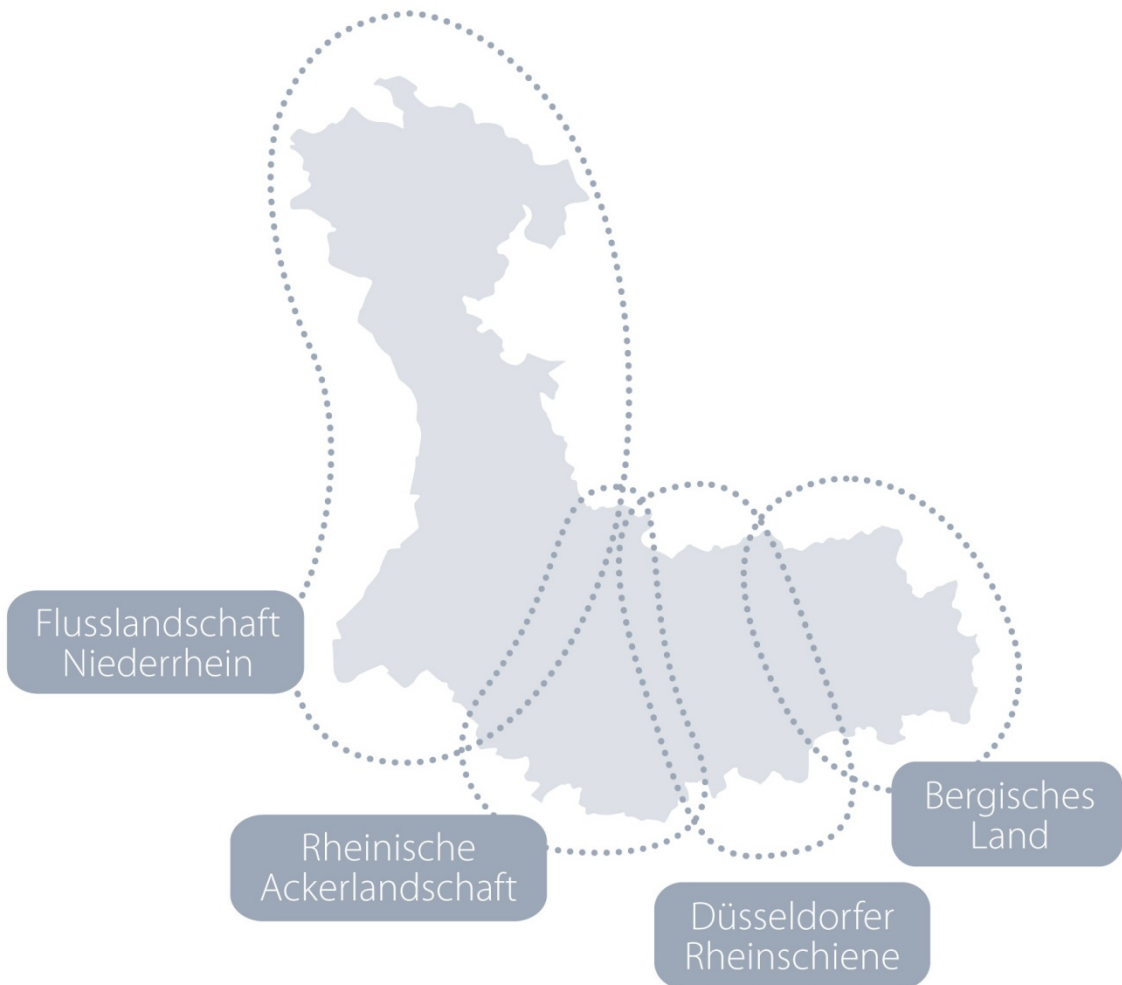 Flusslandschaft
Niederrhein
Rheinische
Ackerlandschaft
Düsseldorfer
Rheinschiene
Bergisches
Land